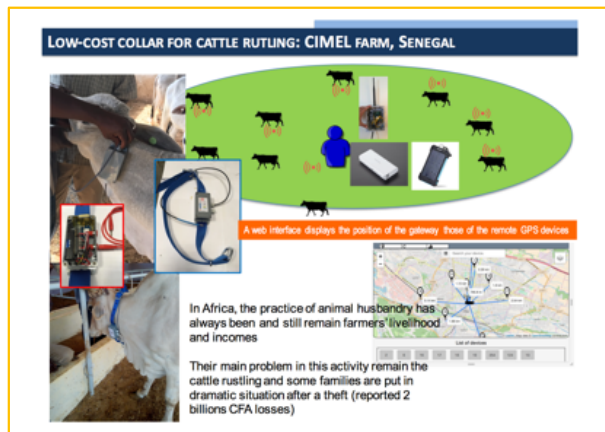 LOW-COST COLLAR FOR CATTLE RUTLING: CIMEL FARM, SENEGAL
A web interface displays the position of the gateway those of the remote GPS devices
In Africa, the practice of animal husbandry has
always been and still remain farmers' livelihood
and incomes
Their main problem in this activity remain the
cattle rustling and some families are put in
dramatic situation after a theft (reported 2
billions CFA losses)
List of devices